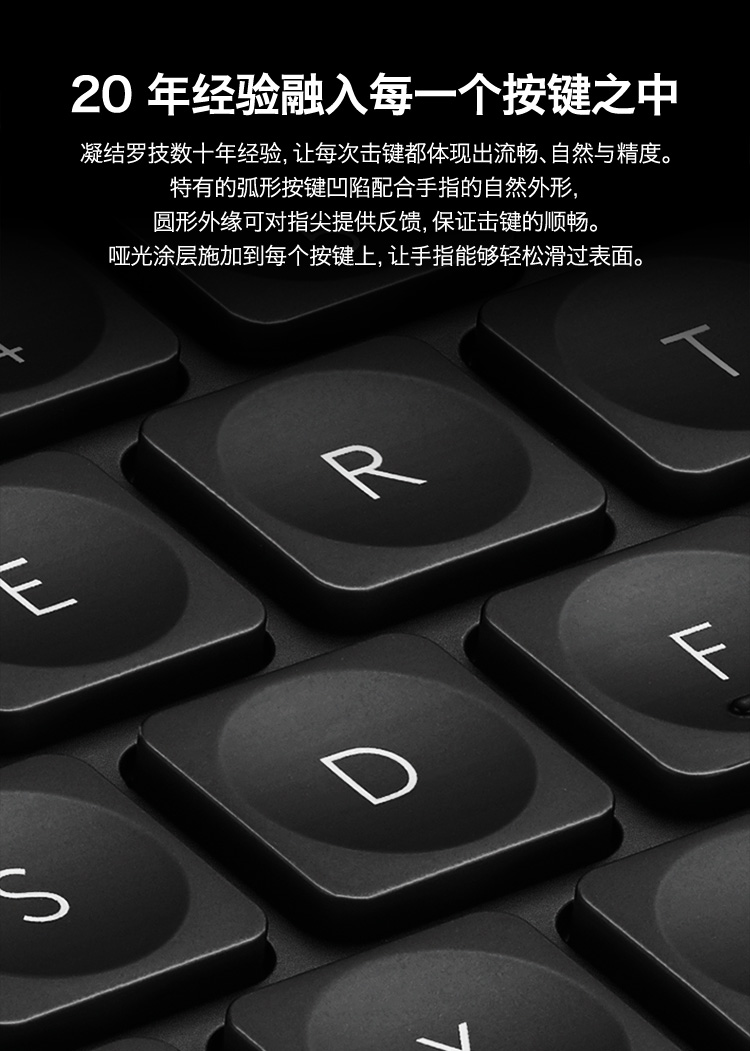 20 年经验融入每一个按键之中
凝结罗技数十年经验,让每次击键都体现出流畅、自然与精度。
特有的弧形按键凹陷配合手指的自然外形,
圆形外缘可对指尖提供反馈,保证击键的顺畅。
哑光涂层施加到每个按键上,让手指能够轻松滑过表面。
4
T
R
E
F
D
S